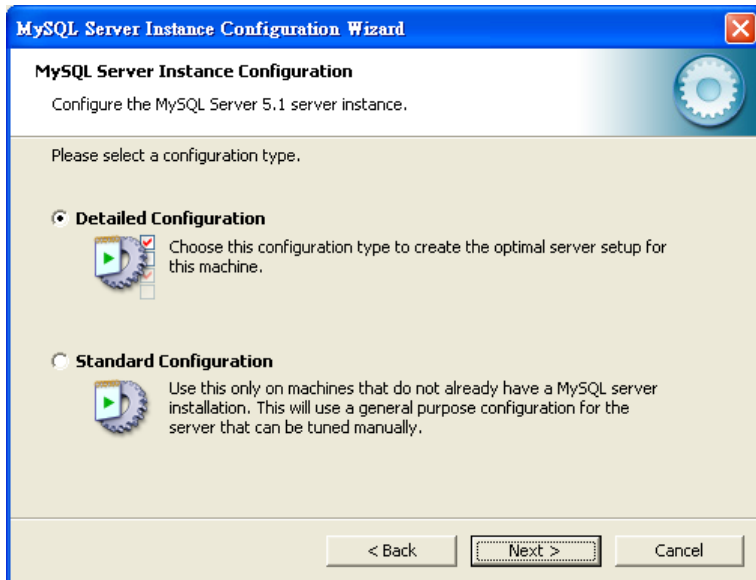 MySQL Server Instance Configuration Wizard
MySQL Server Instance Configuration
Configure the MySQL Server 5.1 server instance.
Please select a configuration type.
Detailed Configuration
Choose this configuration type to create the optimal server setup for
this machine.
Standard Configuration
Use this only on machines that do not already have a MySQL server
installation. This will use a general purpose configuration for the
server that can be tuned manually.
< Back
Next >
Cancel